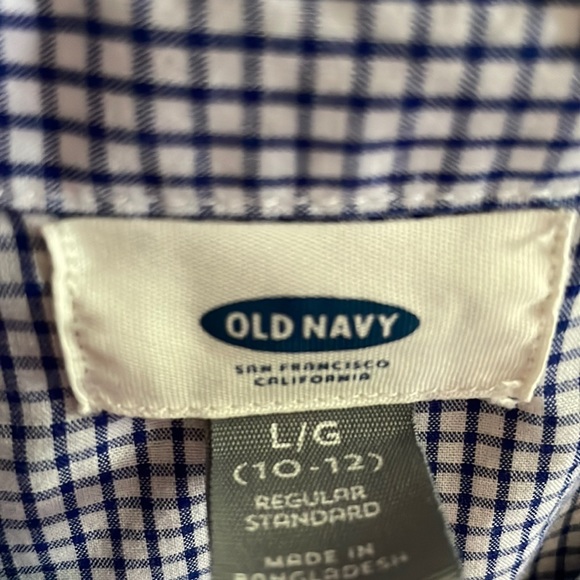 OLD NAVY
SAN FRANCISCO
CALIFORNIA
L/G
(10-12)
REGULAR
STANDARD
MADE IN
BANGLADESH